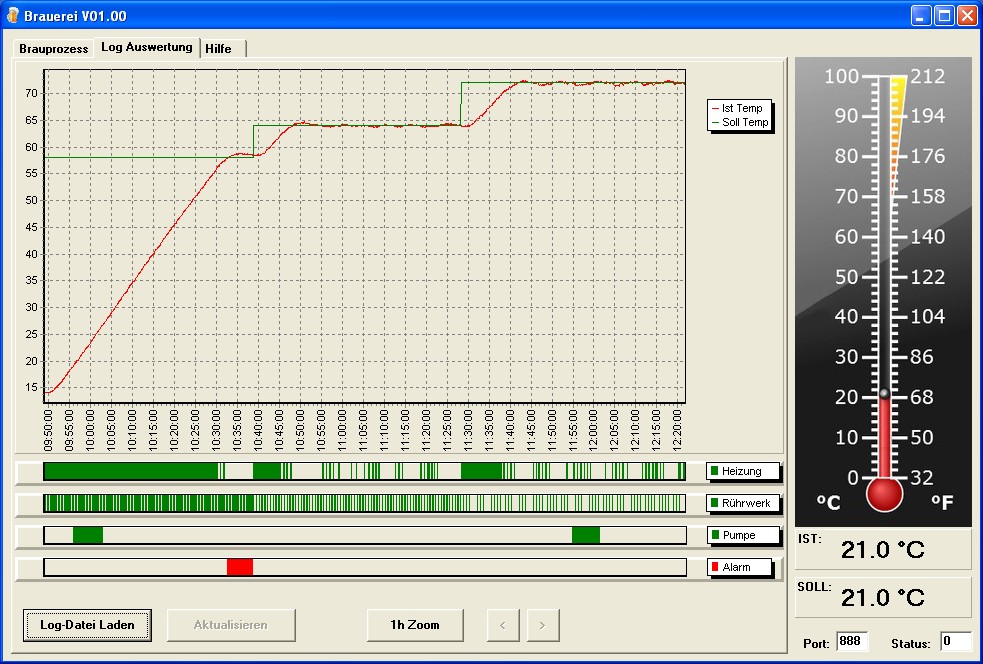 Brauerei V01.00
Brauprozess Log Auswertung Hilfe
70
65
60
55
50
45
40
35
30
25
20
15
09:50:00 09:55:00 10:00:00 10:05:00 10:10:00 10:15:00 10:20:00 10:25:00 10:30:00 10:35:00 10:40:00 10:45:00 10:50:00 10:55:00 11:00:00 11:05:00 11:10:00 11:15:00 11:20:00 11:25:00 11:30:00 11:35:00 11:40:00 11:45:00 11:50:00 11:55:00 12:00:00 12:05:00 12:10:00 12:15:00 12:20:00
Ist Temp
Soll Temp
Heizung
Rührwerk
Pumpe
Alarm
Log-Datei Laden Aktualisieren 1h Zoom < >
100 212
90 194
80 176
70 158
60 140
50 122
40 104
30 86
20 68
10 50
0 32
°C °F
IST: 21.0 °C
SOLL: 21.0 °C
Port: 888 Status: 0